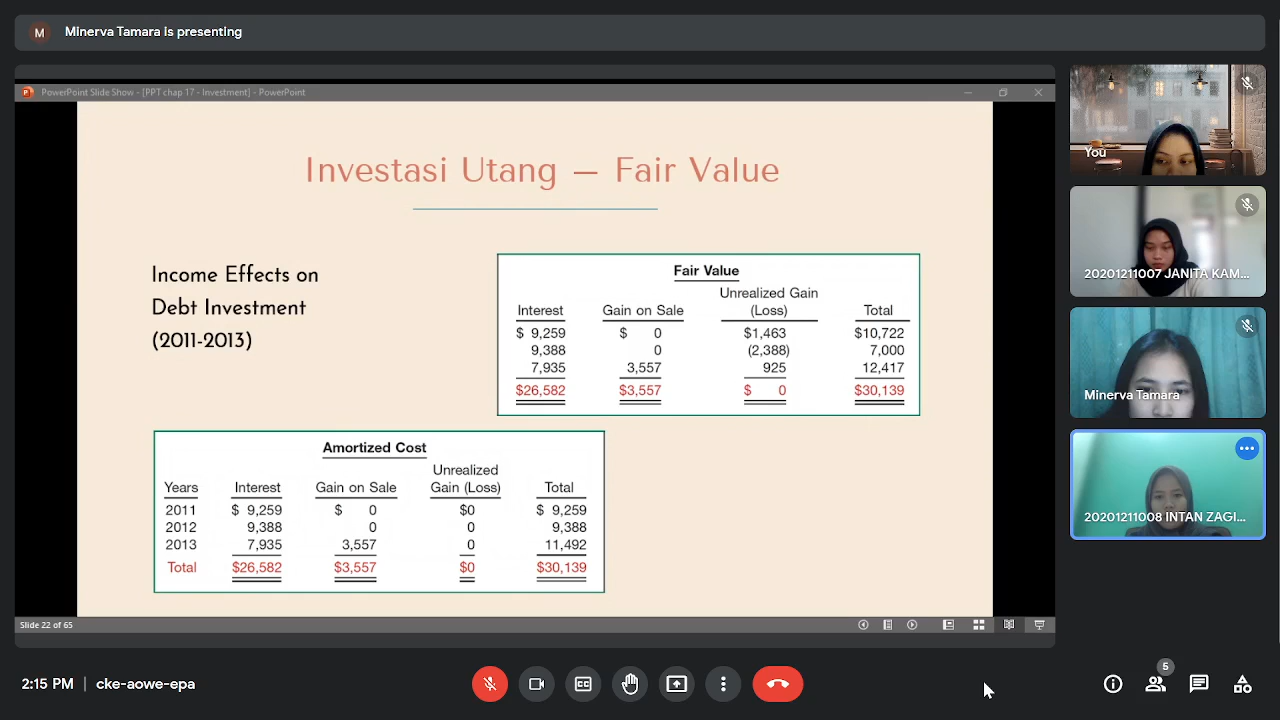 M Minerva Tamara is presenting
PowerPoint Slide Show - [PPT chap 17 - Investment] - PowerPoint
Investasi Utang – Fair Value
Income Effects on
Debt Investment
(2011-2013)
Fair Value
Unrealized Gain
Interest Gain on Sale (Loss) Total
$ 9,259 $ 0 $1,463 $10,722
9,388 0 (2,388) 7,000
7,935 3,557 925 12,417
$26,582 $3,557 $ 0 $30,139
Amortized Cost
Unrealized
Years Interest Gain on Sale Gain (Loss) Total
2011 $ 9,259 $ 0 $0 $ 9,259
2012 9,388 0 0 9,388
2013 7,935 3,557 0 11,492
Total $26,582 $3,557 $0 $30,139
Slide 22 of 65
You
20201211007 JANITA KAM...
Minerva Tamara
20201211008 INTAN ZAGI...
2:15 PM | cke-aowe-epa
5